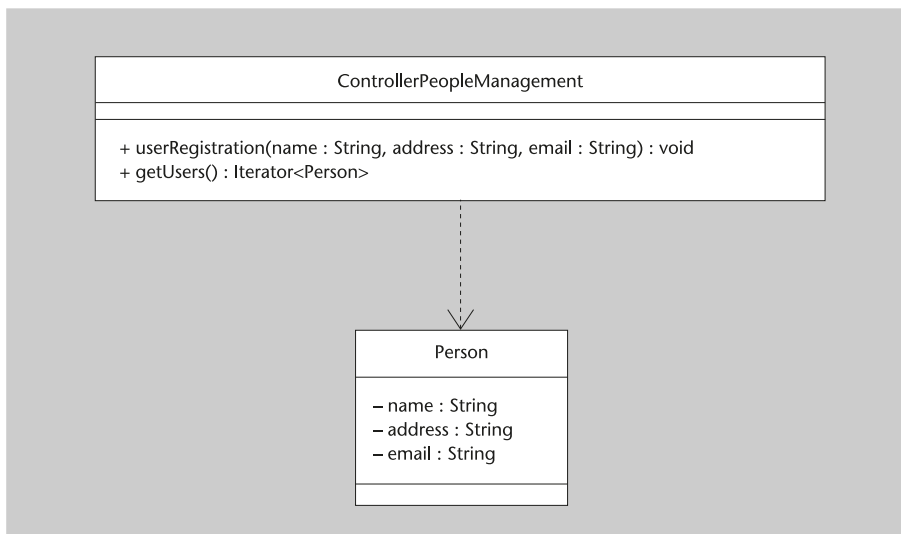 ControllerPeopleManagement
+ userRegistration(name : String, address : String, email : String) : void
+ getUsers() : Iterator<Person>
Person
– name : String
– address : String
– email : String